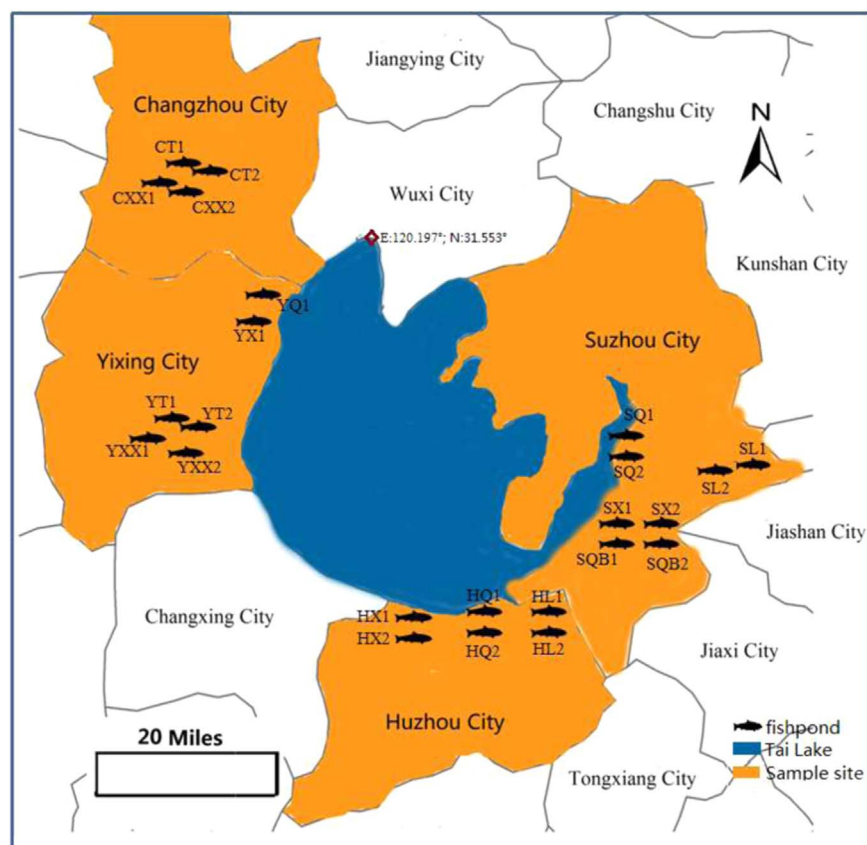 Jiangying City
Changzhou City
Changshu City
N
CT1
CT2
CXX1
CXX2
Wuxi City
E:120.197°; N:31.553°
Kunshan City
YQ1
YX1
Suzhou City
Yixing City
YT1
YT2
YXX1
YXX2
SQ1
SQ2
SL1
SL2
SX1
SX2
SQB1
SQB2
Jiashan City
Changxing City
HX1
HX2
HQ1
HQ2
HL1
HL2
Jiaxi City
Huzhou City
20 Miles
Tongxiang City
fishpond
Tai Lake
Sample site